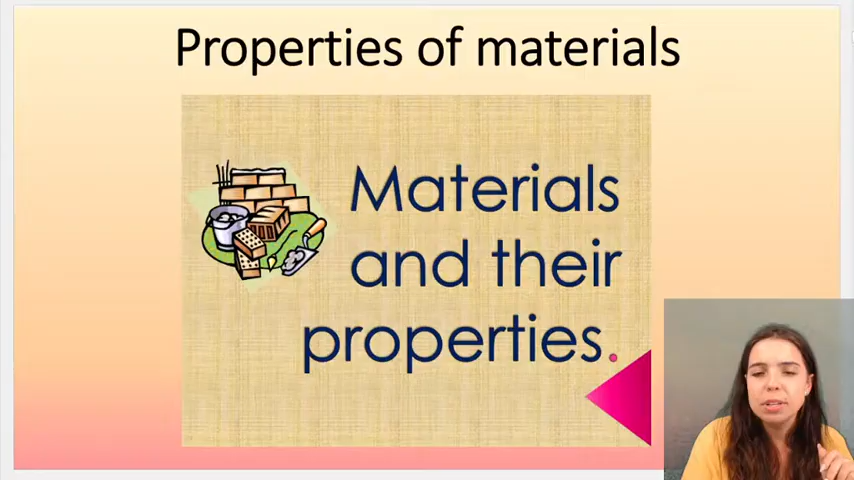 Properties of materials
Materials
and their
properties.